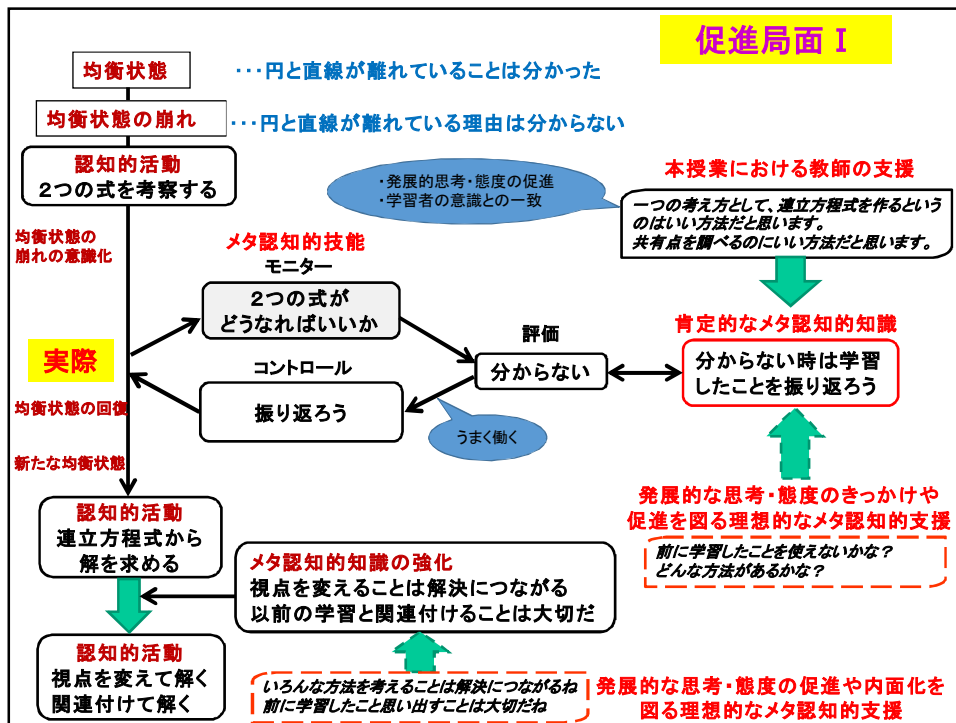 促進局面Ⅰ
均衡状態
・・・円と直線が離れていることは分かった
均衡状態の崩れ
・・・円と直線が離れている理由は分からない
認知的活動
２つの式を考察する
・発展的思考・態度の促進
・学習者の意識との一致
本授業における教師の支援
一つの考え方として、連立方程式を作るという
のはいい方法だと思います。
共有点を調べるのにいい方法だと思います。
均衡状態の
崩れの意識化
メタ認知的技能
モニター
２つの式が
どうなればいいか
評価
分からない
肯定的なメタ認知的知識
分からない時は学習
したことを振り返ろう
実際
コントロール
振り返ろう
うまく働く
均衡状態の回復
新たな均衡状態
発展的な思考・態度のきっかけや
促進を図る理想的なメタ認知的支援
前に学習したことを使えないかな？
どんな方法があるかな？
認知的活動
連立方程式から
解を求める
メタ認知的知識の強化
視点を変えることは解決につながる
以前の学習と関連付けることは大切だ
認知的活動
視点を変えて解く
関連付けて解く
いろんな方法を考えることは解決につながるね
前に学習したこと思い出すことは大切だね
発展的な思考・態度の促進や内面化を
図る理想的なメタ認知的支援